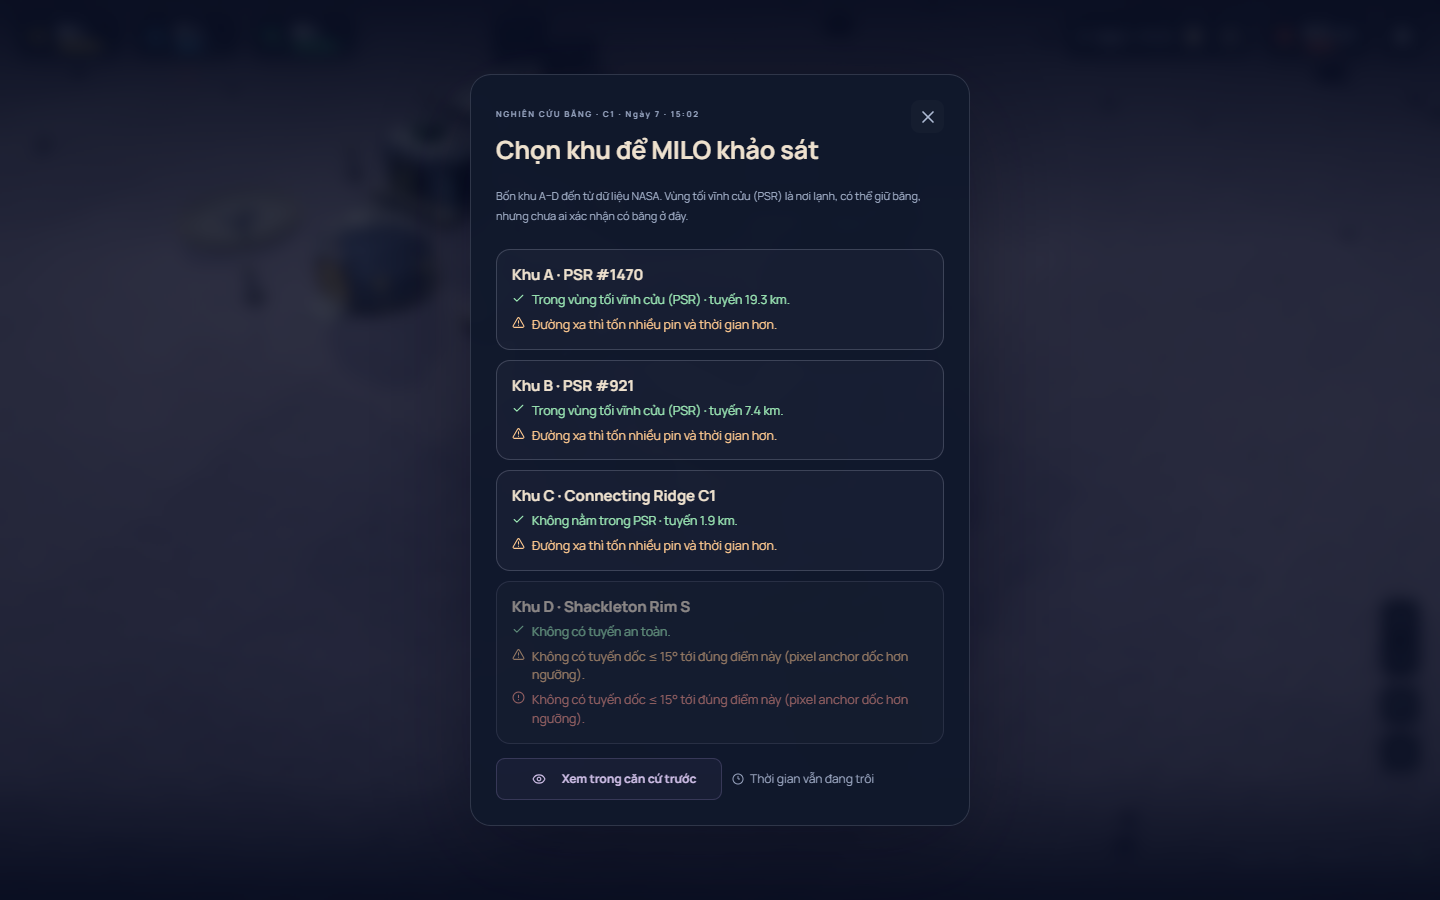 NGHIÊN CỨU BĂNG · C1 · Ngày 7 · 15:02
Chọn khu để MILO khảo sát
Bốn khu A–D đến từ dữ liệu NASA. Vùng tối vĩnh cửu (PSR) là nơi lạnh, có thể giữ băng,
nhưng chưa ai xác nhận có băng ở đây.
Khu A · PSR #1470
Trong vùng tối vĩnh cửu (PSR) · tuyến 19.3 km.
Đường xa thì tốn nhiều pin và thời gian hơn.
Khu B · PSR #921
Trong vùng tối vĩnh cửu (PSR) · tuyến 7.4 km.
Đường xa thì tốn nhiều pin và thời gian hơn.
Khu C · Connecting Ridge C1
Không nằm trong PSR · tuyến 1.9 km.
Đường xa thì tốn nhiều pin và thời gian hơn.
Khu D · Shackleton Rim S
Không có tuyến an toàn.
Không có tuyến dốc ≤ 15° tới đúng điểm này (pixel anchor dốc hơn
ngưỡng).
Không có tuyến dốc ≤ 15° tới đúng điểm này (pixel anchor dốc hơn
ngưỡng).
Xem trong căn cứ trước
Thời gian vẫn đang trôi